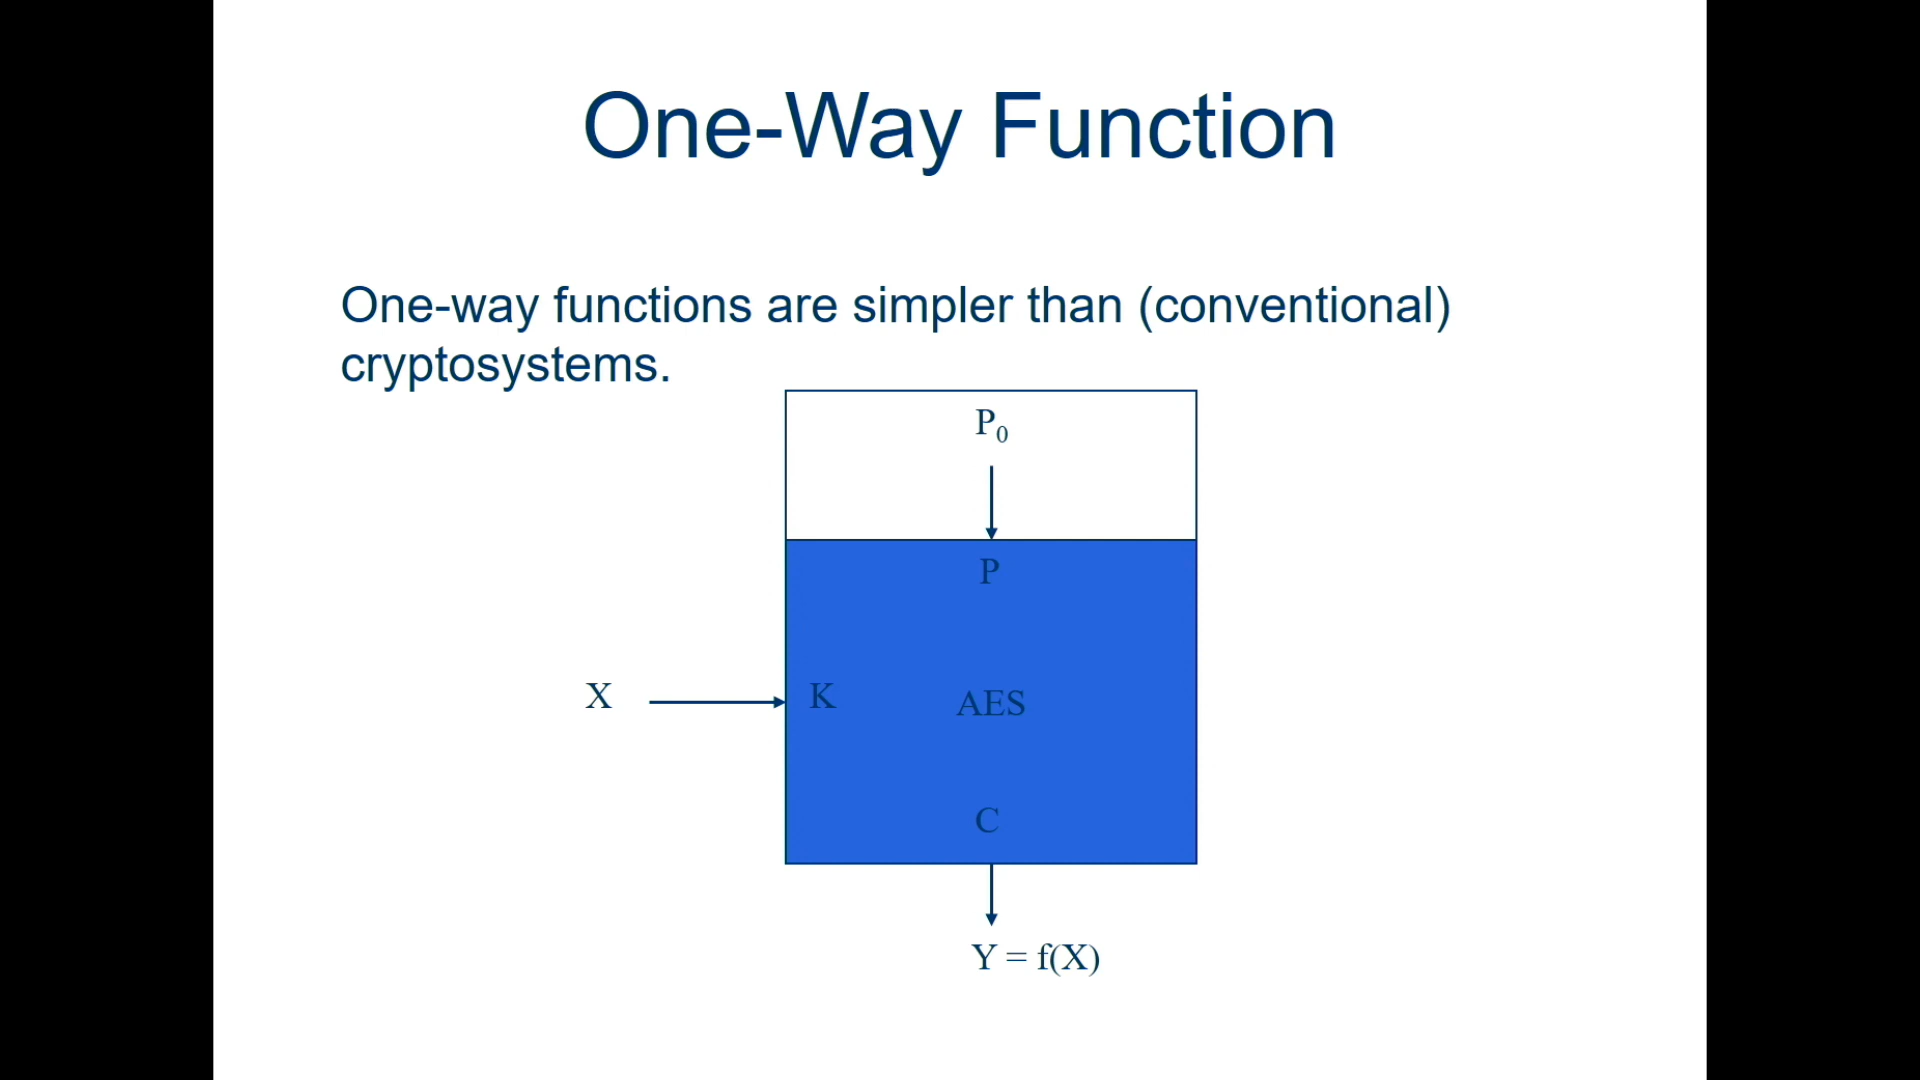 One-Way Function
One-way functions are simpler than (conventional)
cryptosystems.
P₀
P
X
K
AES
C
Y = f(X)